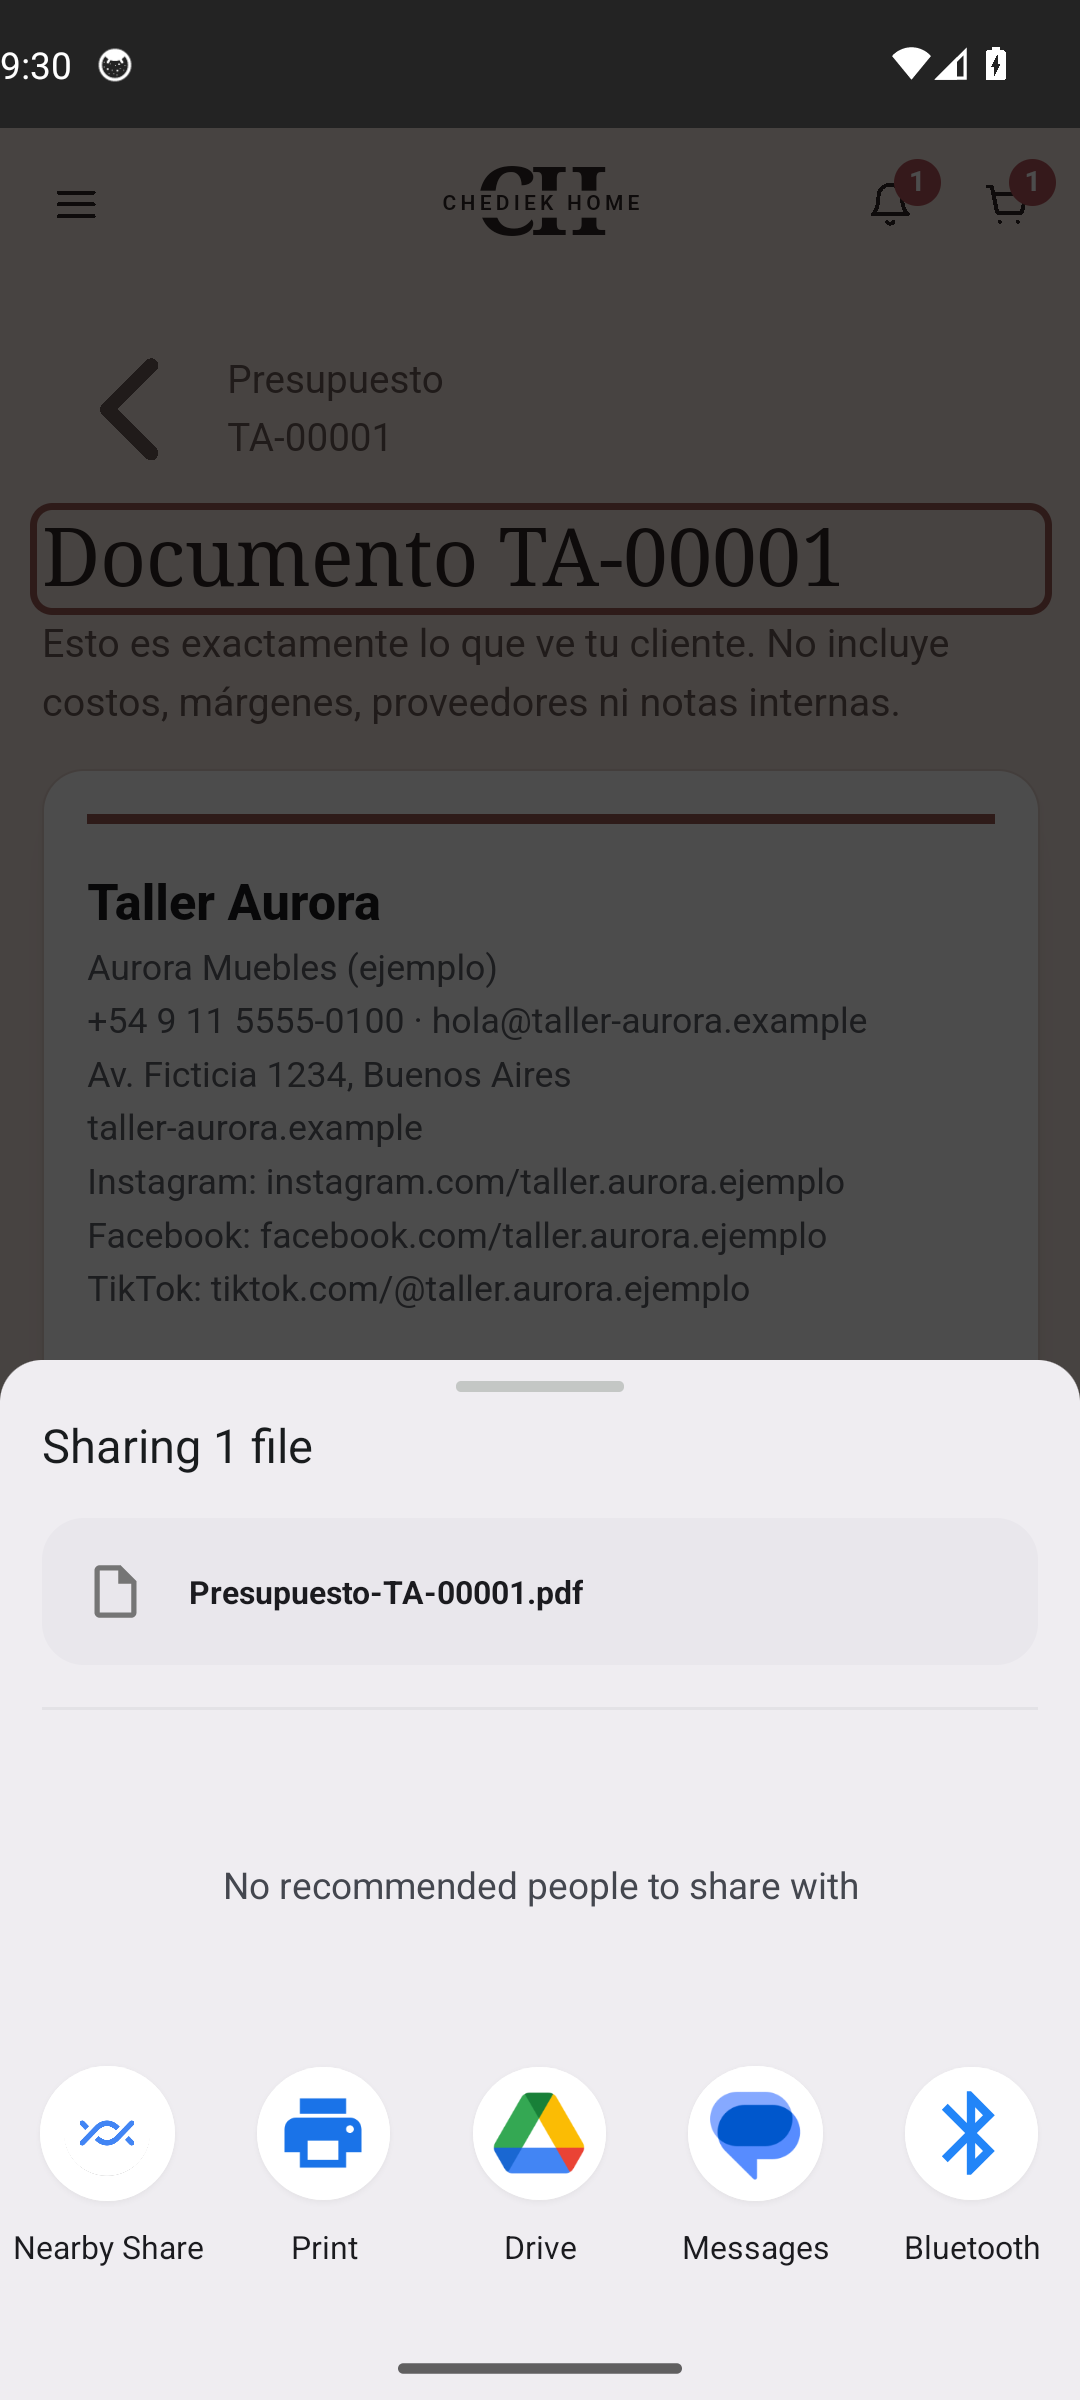 9:30
CH
CHEDIEK HOME
1
1
Presupuesto
TA-00001
Documento TA-00001
Esto es exactamente lo que ve tu cliente. No incluye
costos, márgenes, proveedores ni notas internas.
Taller Aurora
Aurora Muebles (ejemplo)
+54 9 11 5555-0100 · hola@taller-aurora.example
Av. Ficticia 1234, Buenos Aires
taller-aurora.example
Instagram: instagram.com/taller.aurora.ejemplo
Facebook: facebook.com/taller.aurora.ejemplo
TikTok: tiktok.com/@taller.aurora.ejemplo
Sharing 1 file
Presupuesto-TA-00001.pdf
No recommended people to share with
Nearby Share
Print
Drive
Messages
Bluetooth